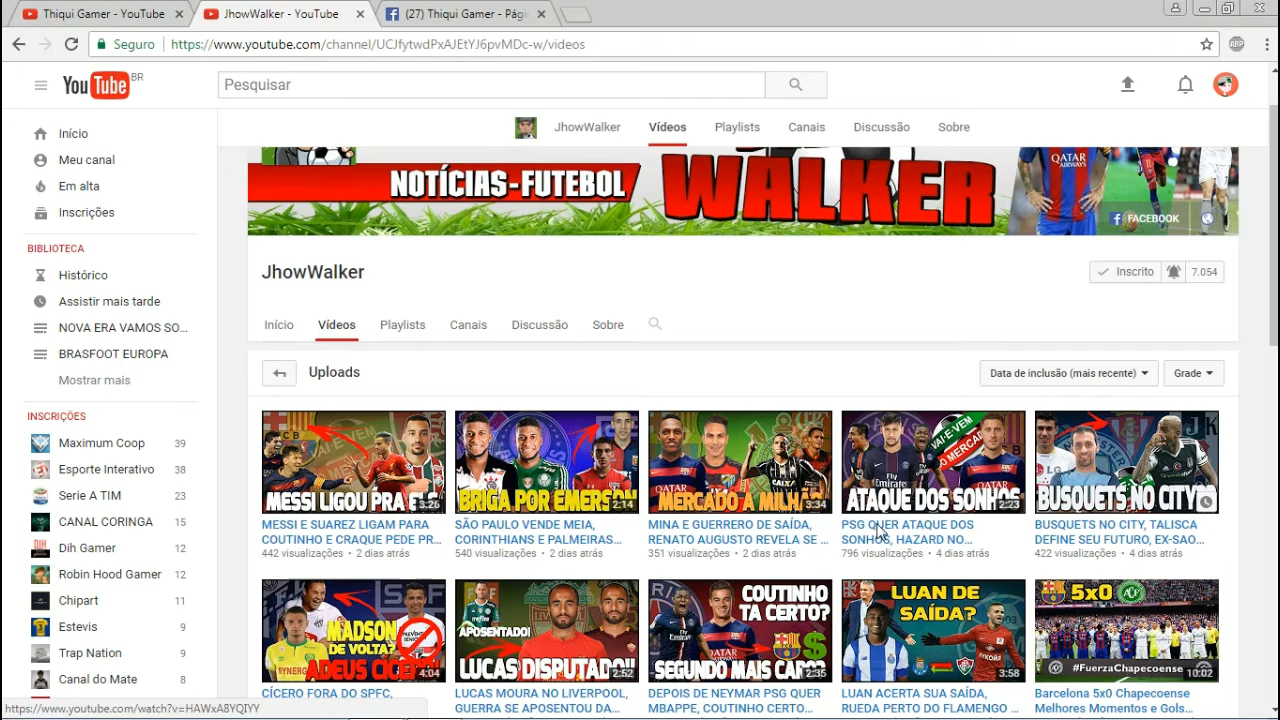 Thiqui Gamer - YouTube
JhowWalker - YouTube
(27) Thiqui Gamer - Pági
Seguro
https://www.youtube.com/channel/UCJfytwdPxAJEtYJ6pvMDc-w/videos
ABP
YouTube BR
Pesquisar
JhowWalker
Vídeos
Playlists
Canais
Discussão
Sobre
Início
Meu canal
Em alta
Inscrições
BIBLIOTECA
Histórico
Assistir mais tarde
NOVA ERA VAMOS SO...
BRASFOOT EUROPA
Mostrar mais
INSCRIÇÕES
Maximum Coop 39
Esporte Interativo 38
Serie A TIM 23
CANAL CORINGA 15
Dih Gamer 12
Robin Hood Gamer 12
Chipart 11
Estevis 9
Trap Nation 9
Canal do Mate 9
NOTÍCIAS-FUTEBOL
WALKER
QATAR
AIRWAYS
FACEBOOK
JhowWalker
Inscrito 7.054
Início
Vídeos
Playlists
Canais
Discussão
Sobre
Uploads
Data de inclusão (mais recente)
Grade
MESSI LIGOU PRA
3:26
MESSI E SUAREZ LIGAM PARA
COUTINHO E CRAQUE PEDE PR...
442 visualizações • 2 dias atrás
BRIGA POR EMERSON
2:14
SÃO PAULO VENDE MEIA,
CORINTHIANS E PALMEIRAS...
540 visualizações • 2 dias atrás
MERCADO A MILHA
3:34
MINA E GUERRERO DE SAÍDA,
RENATO AUGUSTO REVELA SE ...
351 visualizações • 2 dias atrás
VAI-E-VEM
DO MERCA
ATAQUE DOS SONHOS
2:23
PSG QUER ATAQUE DOS
SONHOS, HAZARD NO...
796 visualizações • 4 dias atrás
BUSQUETS NO CITY
BUSQUETS NO CITY, TALISCA
DEFINE SEU FUTURO, EX-SAO...
422 visualizações • 4 dias atrás
MADSON
DE VOLTA?
ADEUS CÍCERO
4:04
CÍCERO FORA DO SPFC,
APOSENTADO
LUCAS DISPUTADO!!
2:52
LUCAS MOURA NO LIVERPOOL,
GUERRA SE APOSENTOU DA...
COUTINHO
TA CERTO?
SEGUNDO MAIS CARO
2:35
DEPOIS DE NEYMAR PSG QUER
MBAPPE, COUTINHO CERTO...
LUAN DE
SAÍDA?
3:58
LUAN ACERTA SUA SAÍDA,
RUEDA PERTO DO FLAMENGO ...
5x0
#FuerzaChapecoense
10:02
Barcelona 5x0 Chapecoense
Melhores Momentos e Gols...
https://www.youtube.com/watch?v=HAWxA8YQIYY